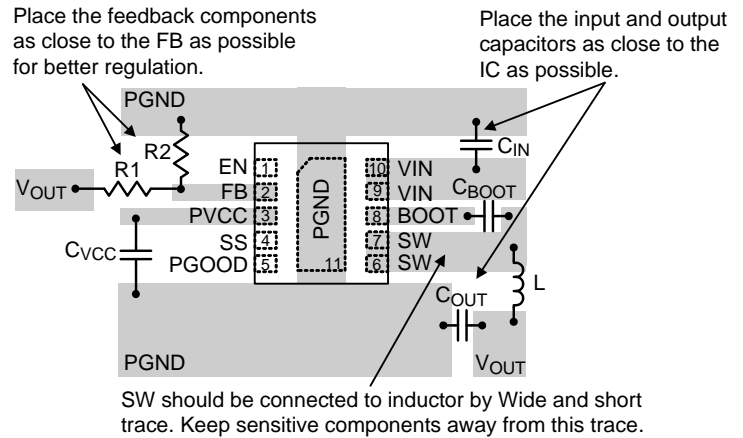 Place the feedback components
as close to the FB as possible
for better regulation.
Place the input and output
capacitors as close to the
IC as possible.
PGND
R2
R1
VOUT
CIN
EN 1
FB 2
PVCC 3
SS 4
PGOOD 5
PGND
11
10 VIN
9 VIN
8 BOOT
7 SW
6 SW
CBOOT
CVCC
COUT
L
PGND
VOUT
SW should be connected to inductor by Wide and short
trace. Keep sensitive components away from this trace.